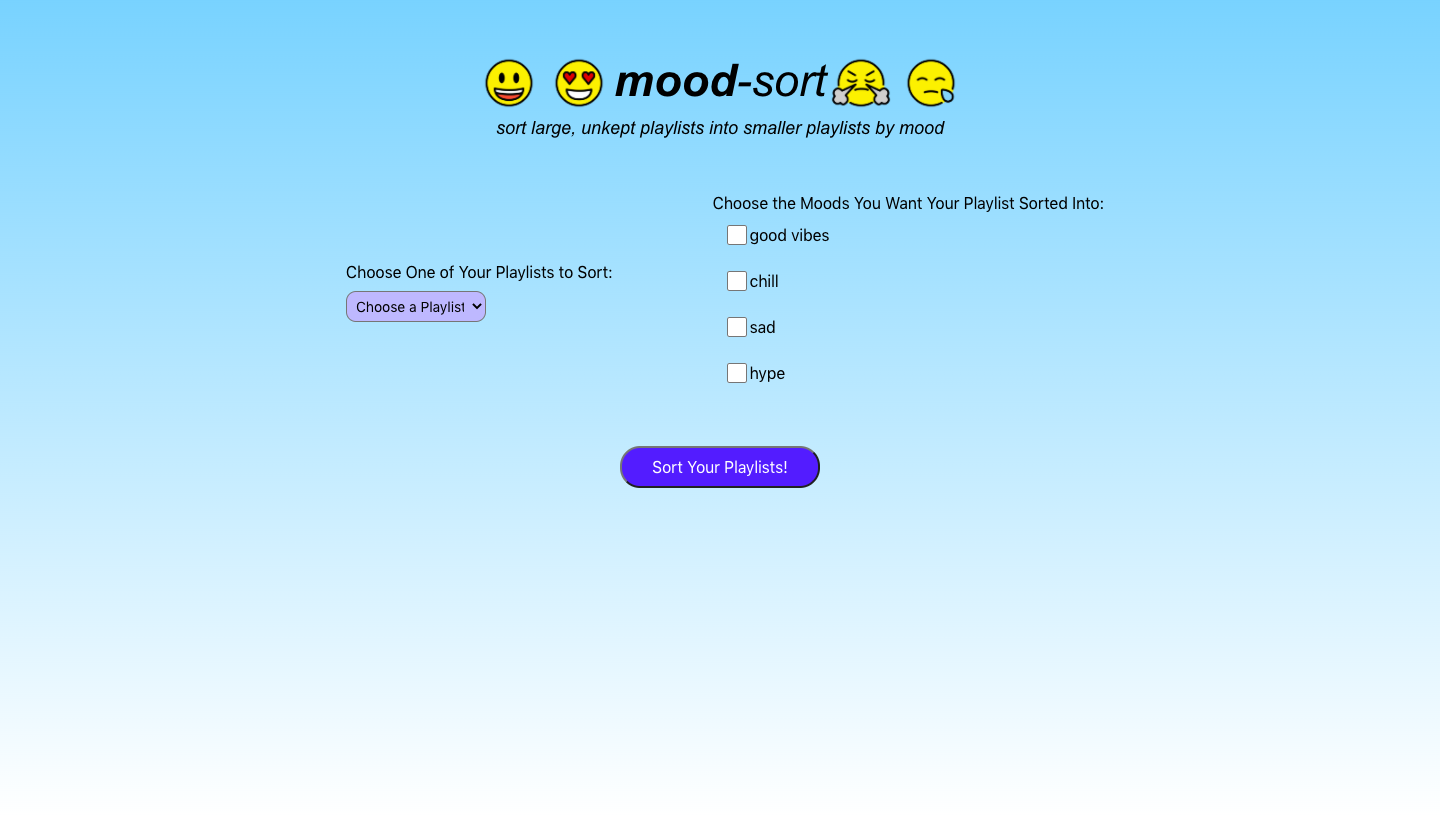 mood-sort
sort large, unkept playlists into smaller playlists by mood
Choose One of Your Playlists to Sort:
Choose a Playlist
Choose the Moods You Want Your Playlist Sorted Into:
good vibes
chill
sad
hype
Sort Your Playlists!